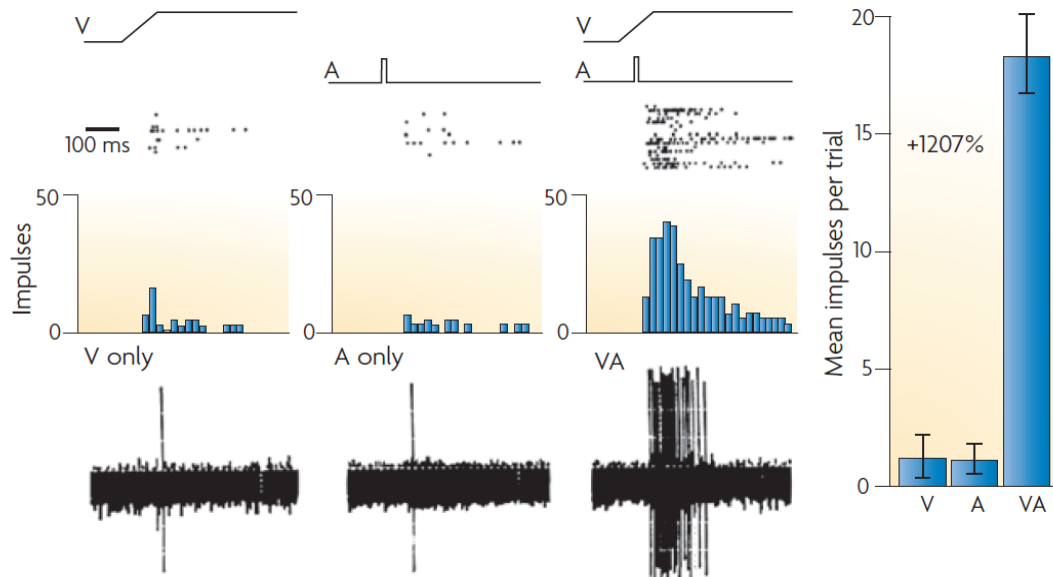 V
A
V
A
100 ms
Impulses
50
0
50
0
50
0
V only
A only
VA
Mean impulses per trial
20
15
10
5
0
+1207%
V
A
VA